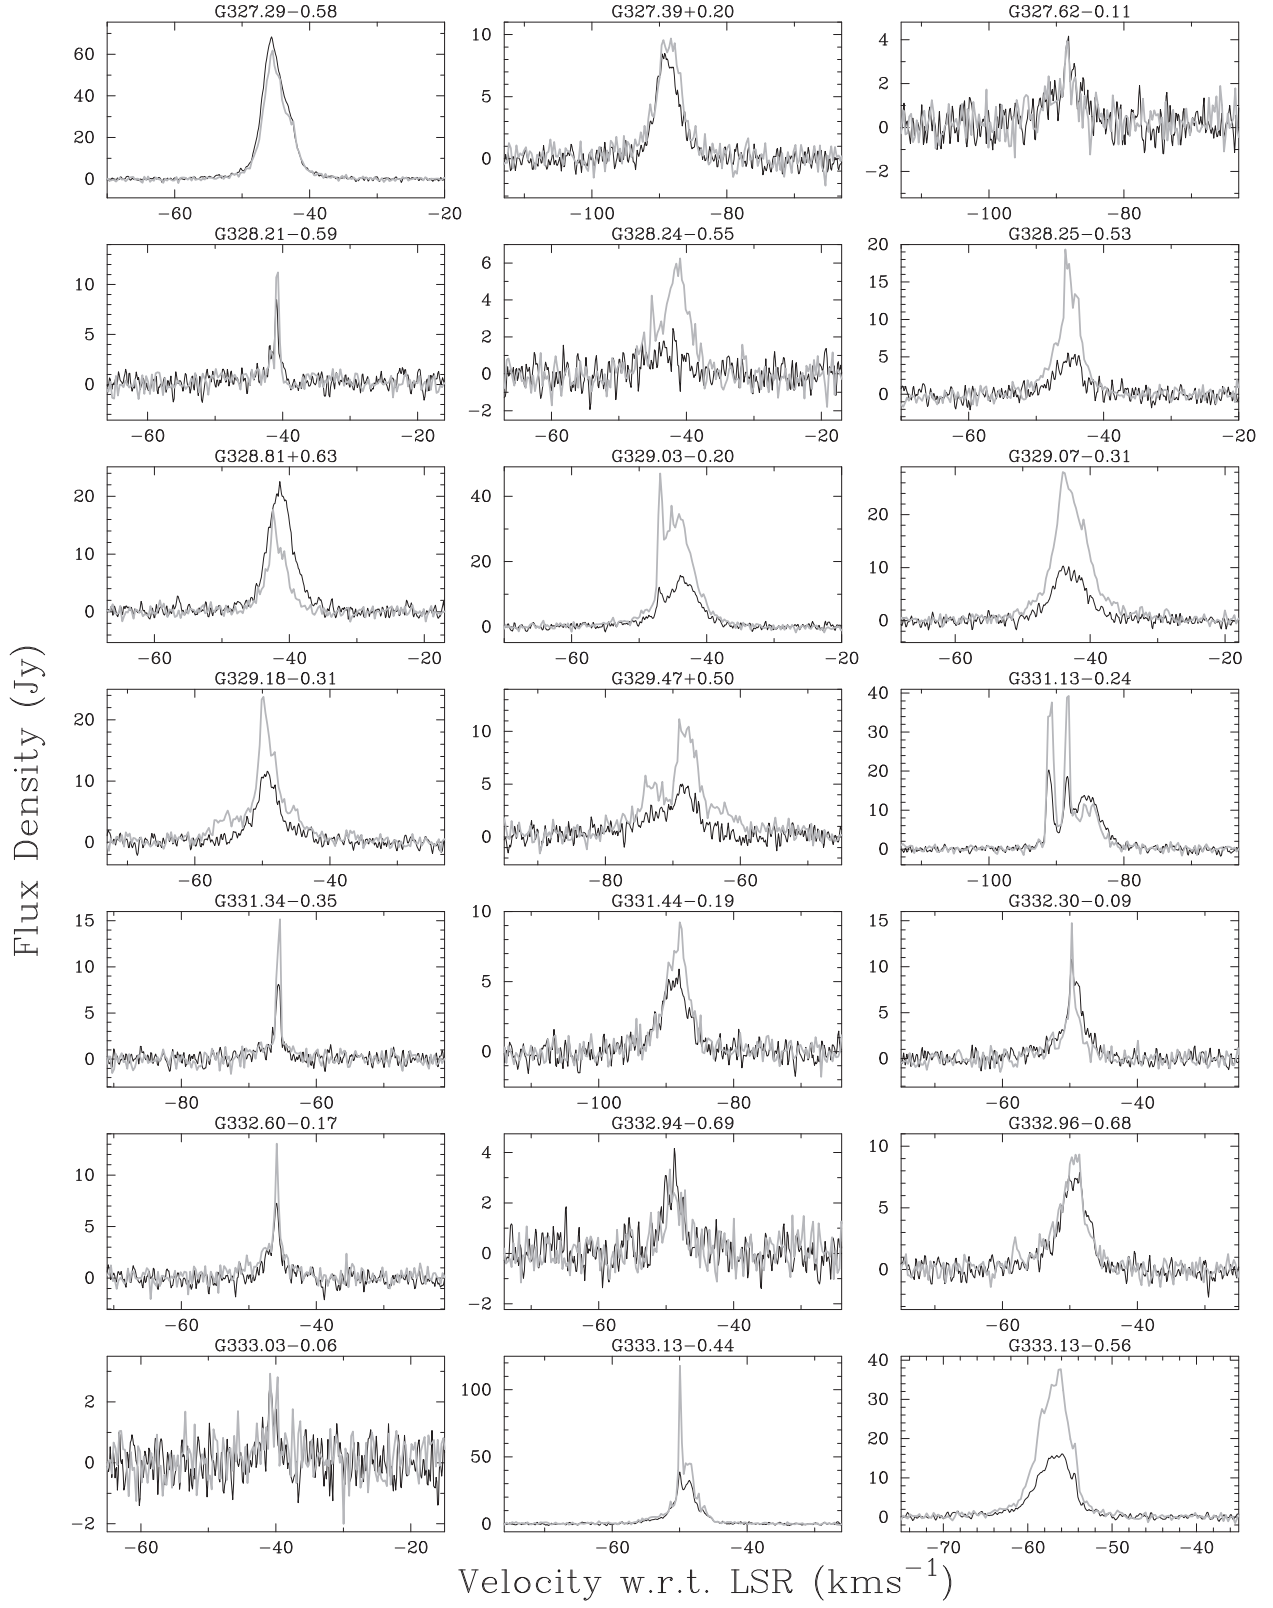 G327.29−0.58 G327.39+0.20 G327.62−0.11
60 40 20 0
10 5 0
4 2 0 −2
−60 −40 −20 −100 −80 −100 −80
G328.21−0.59 G328.24−0.55 G328.25−0.53
10 5 0
6 4 2 0 −2
20 15 10 5 0
−60 −40 −20 −60 −40 −20 −60 −40 −20
G328.81+0.63 G329.03−0.20 G329.07−0.31
20 10 0
40 20 0
20 10 0
−60 −40 −20 −60 −40 −20 −60 −40 −20
G329.18−0.31 G329.47+0.50 G331.13−0.24
20 10 0
10 5 0
40 30 20 10 0
−60 −40 −80 −60 −100 −80
G331.34−0.35 G331.44−0.19 G332.30−0.09
15 10 5 0
10 5 0
15 10 5 0
−80 −60 −100 −80 −60 −40
G332.60−0.17 G332.94−0.69 G332.96−0.68
10 5 0
4 2 0 −2
10 5 0
−60 −40 −60 −40 −60 −40
G333.03−0.06 G333.13−0.44 G333.13−0.56
2 0 −2
100 50 0
40 30 20 10 0
−60 −40 −20 −60 −40 −70 −60 −50 −40
Flux Density (Jy)
Velocity w.r.t. LSR (kms−1)